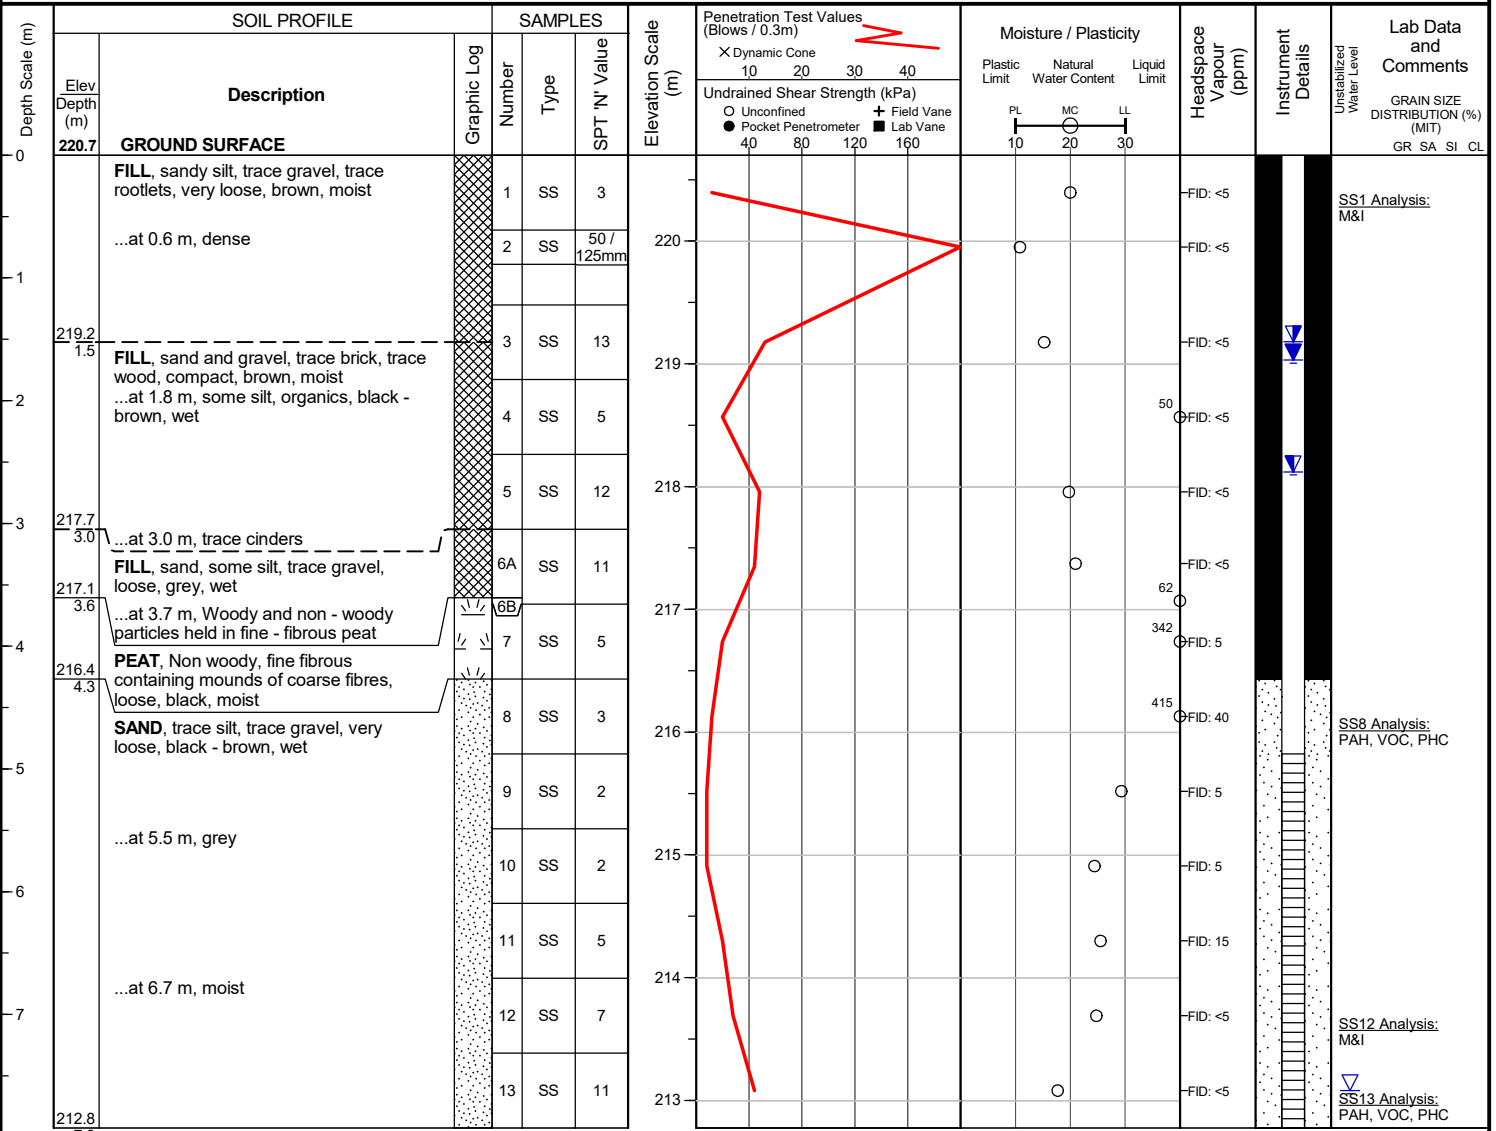 SOIL PROFILE
SAMPLES
Depth Scale (m)
Elev
Depth
(m)
Description
Graphic Log
Number
Type
SPT 'N' Value
Elevation Scale
(m)
Penetration Test Values
(Blows / 0.3m)
× Dynamic Cone
10 20 30 40
Undrained Shear Strength (kPa)
Unconfined
Field Vane
Pocket Penetrometer
Lab Vane
40 80 120 160
Moisture / Plasticity
Plastic
Limit
Natural
Water Content
Liquid
Limit
PL MC LL
10 20 30
Headspace
Vapour
(ppm)
Instrument
Details
Unstabilized
Water Level
Lab Data
and
Comments
GRAIN SIZE
DISTRIBUTION (%)
(MIT)
GR SA SI CL
220.7 GROUND SURFACE
0
FILL, sandy silt, trace gravel, trace
rootlets, very loose, brown, moist
1 SS 3
FID: <5
SS1 Analysis:
M&I
...at 0.6 m, dense
2 SS 50 /
125mm
220
FID: <5
1
219.2
1.5
3 SS 13
FID: <5
FILL, sand and gravel, trace brick, trace
wood, compact, brown, moist
219
...at 1.8 m, some silt, organics, black -
brown, wet
2
4 SS 5
50
FID: <5
218
5 SS 12
FID: <5
217.7
3.0
3
...at 3.0 m, trace cinders
FILL, sand, some silt, trace gravel,
loose, grey, wet
6A SS 11
FID: <5
217.1
3.6
62
6B
217
...at 3.7 m, Woody and non - woody
particles held in fine - fibrous peat
7 SS 5
342
FID: 5
4
PEAT, Non woody, fine fibrous
containing mounds of coarse fibres,
loose, black, moist
216.4
4.3
8 SS 3
415
FID: 40
SS8 Analysis:
PAH, VOC, PHC
SAND, trace silt, trace gravel, very
loose, black - brown, wet
216
5
9 SS 2
FID: 5
...at 5.5 m, grey
215
10 SS 2
FID: 5
6
11 SS 5
FID: 15
214
...at 6.7 m, moist
7
12 SS 7
FID: <5
SS12 Analysis:
M&I
13 SS 11
FID: <5
213
SS13 Analysis:
PAH, VOC, PHC
212.8